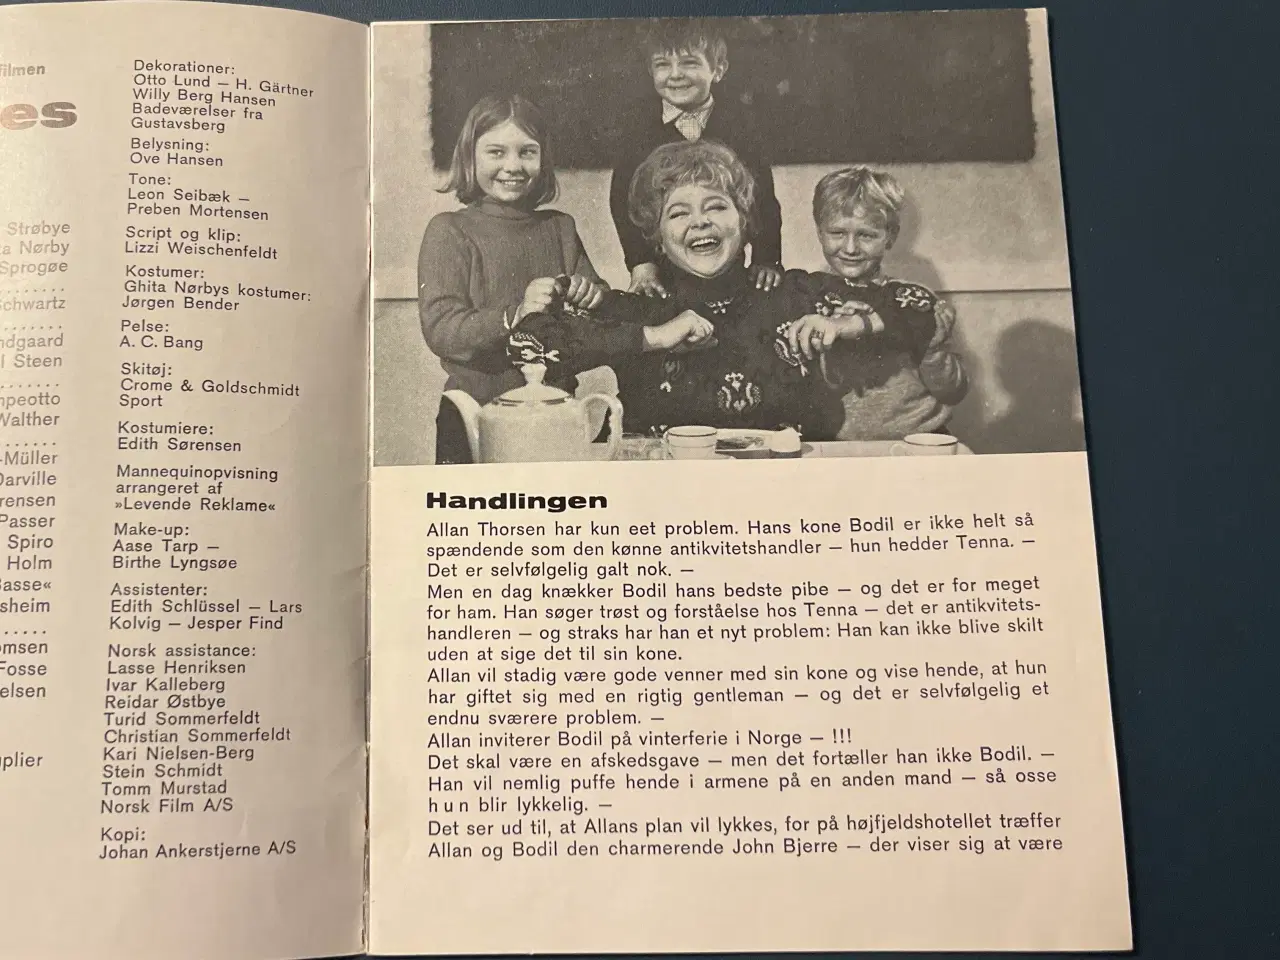 filmen
es
Strøbye
Nørby
Sprogøe
........
Schwartz
.......
Steen
.......
Walther
.......
-Müller
Darville
Passer
Spiro
Holm
.....
Fosse
Dekorationer:
Otto Lund — H. Gärtner
Willy Berg Hansen
Badeværelser fra
Gustavsberg
Belysning:
Ove Hansen
Tone:
Leon Seibæk —
Preben Mortensen
Script og klip:
Lizzi Weischenfeldt
Kostumer:
Ghita Nørbys kostumer:
Jørgen Bender
Pelse:
A. C. Bang
Skitøj:
Crome & Goldschmidt
Sport
Kostumiere:
Edith Sørensen
Mannequinopvisning
arrangeret af
»Levende Reklame«
Make-up:
Aase Tarp —
Birthe Lyngsøe
Assistenter:
Edith Schlüssel — Lars
Kolvig — Jesper Find
Norsk assistance:
Lasse Henriksen
Ivar Kalleberg
Reidar Østbye
Turid Sommerfeldt
Christian Sommerfeldt
Kari Nielsen-Berg
Stein Schmidt
Tomm Murstad
Norsk Film A/S
Kopi:
Johan Ankerstjerne A/S
Handlingen
Allan Thorsen har kun eet problem. Hans kone Bodil er ikke helt så
spændende som den kønne antikvitetshandler — hun hedder Tenna. —
Det er selvfølgelig galt nok. —
Men en dag knækker Bodil hans bedste pibe — og det er for meget
for ham. Han søger trøst og forståelse hos Tenna — det er antikvitets-
handleren — og straks har han et nyt problem: Han kan ikke blive skilt
uden at sige det til sin kone.
Allan vil stadig være gode venner med sin kone og vise hende, at hun
har giftet sig med en rigtig gentleman — og det er selvfølgelig et
endnu sværere problem. —
Allan inviterer Bodil på vinterferie i Norge — !!!
Det skal være en afskedsgave — men det fortæller han ikke Bodil. —
Han vil nemlig puffe hende i armene på en anden mand — så osse
h u n blir lykkelig. —
Det ser ud til, at Allans plan vil lykkes, for på højfjeldshotellet træffer
Allan og Bodil den charmerende John Bjerre — der viser sig at være